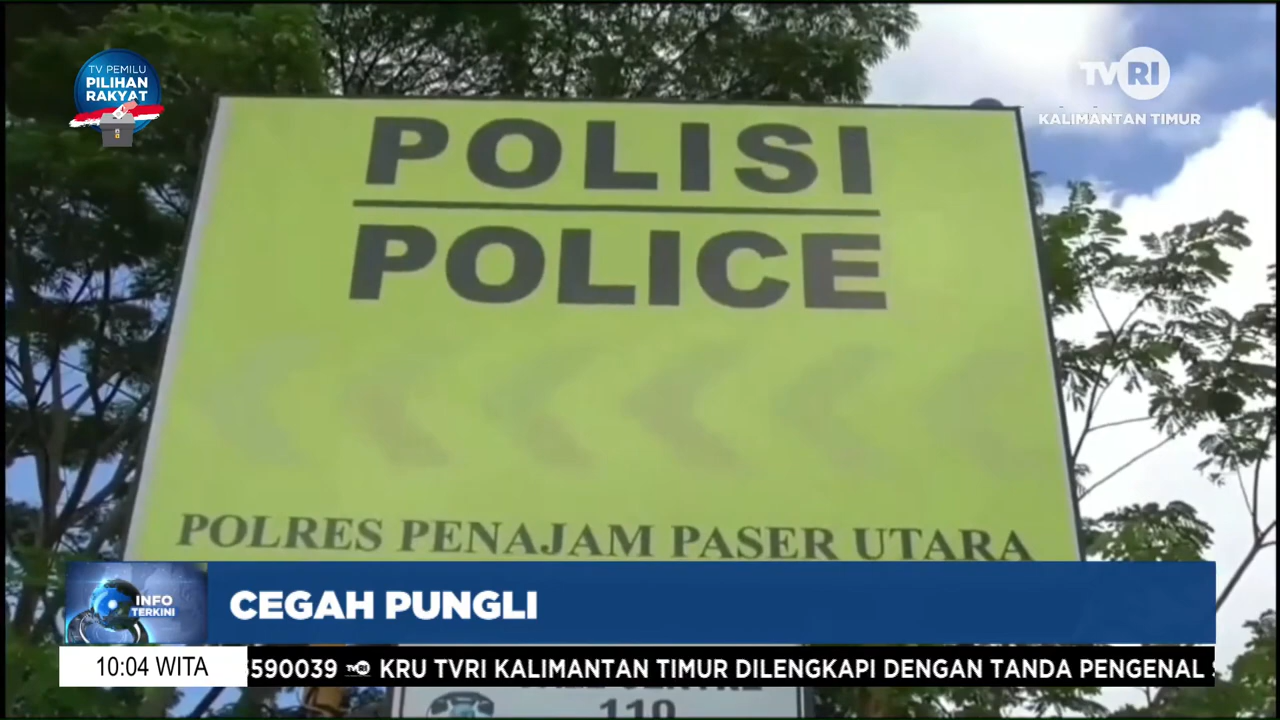 TV PEMILU
PILIHAN
RAKYAT
TVRI
KALIMANTAN TIMUR
POLISI
POLICE
POLRES PENAJAM PASER UTARA
INFO
TERKINI
CEGAH PUNGLI
10:04 WITA
590039 TVRI KRU TVRI KALIMANTAN TIMUR DILENGKAPI DENGAN TANDA PENGENAL